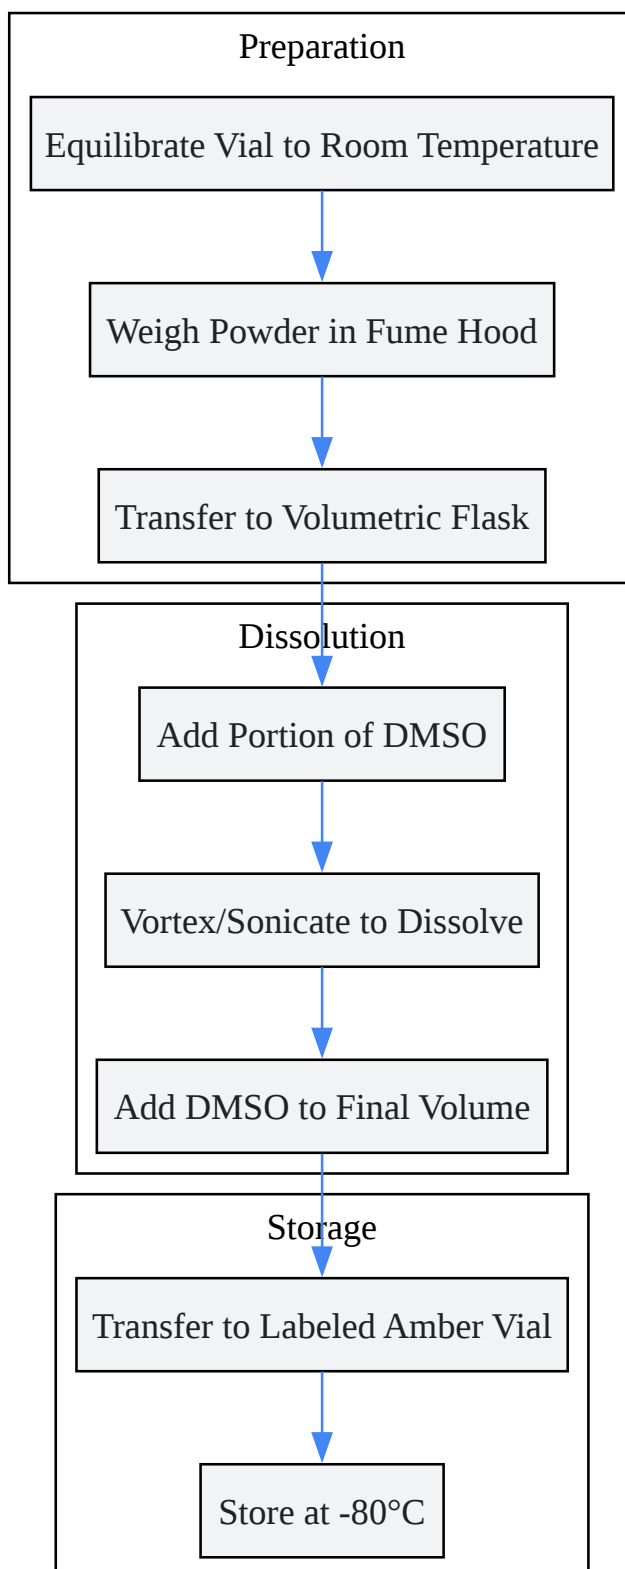 Preparation
Equilibrate Vial to Room Temperature
Weigh Powder in Fume Hood
Transfer to Volumetric Flask
Dissolution
Add Portion of DMSO
Vortex/Sonicate to Dissolve
Add DMSO to Final Volume
Storage
Transfer to Labeled Amber Vial
Store at -80°C